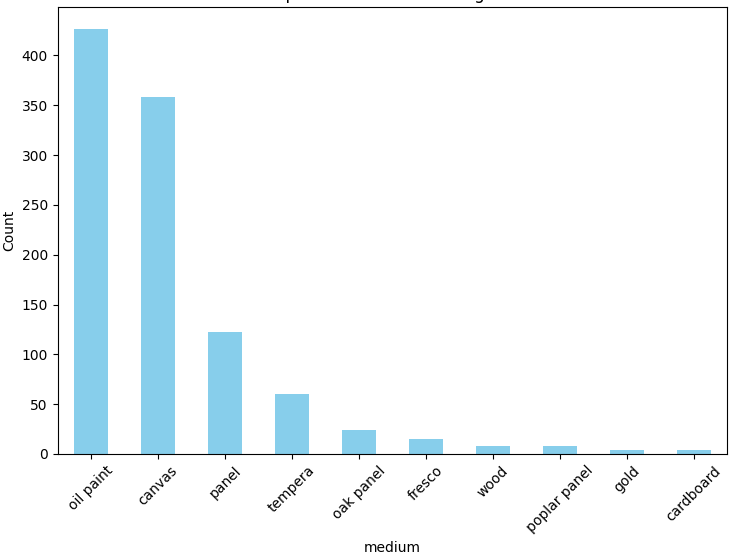 400
350
300
250
200
150
100
50
0
Count
oil paint
canvas
panel
tempera
oak panel
fresco
wood
poplar panel
gold
cardboard
medium